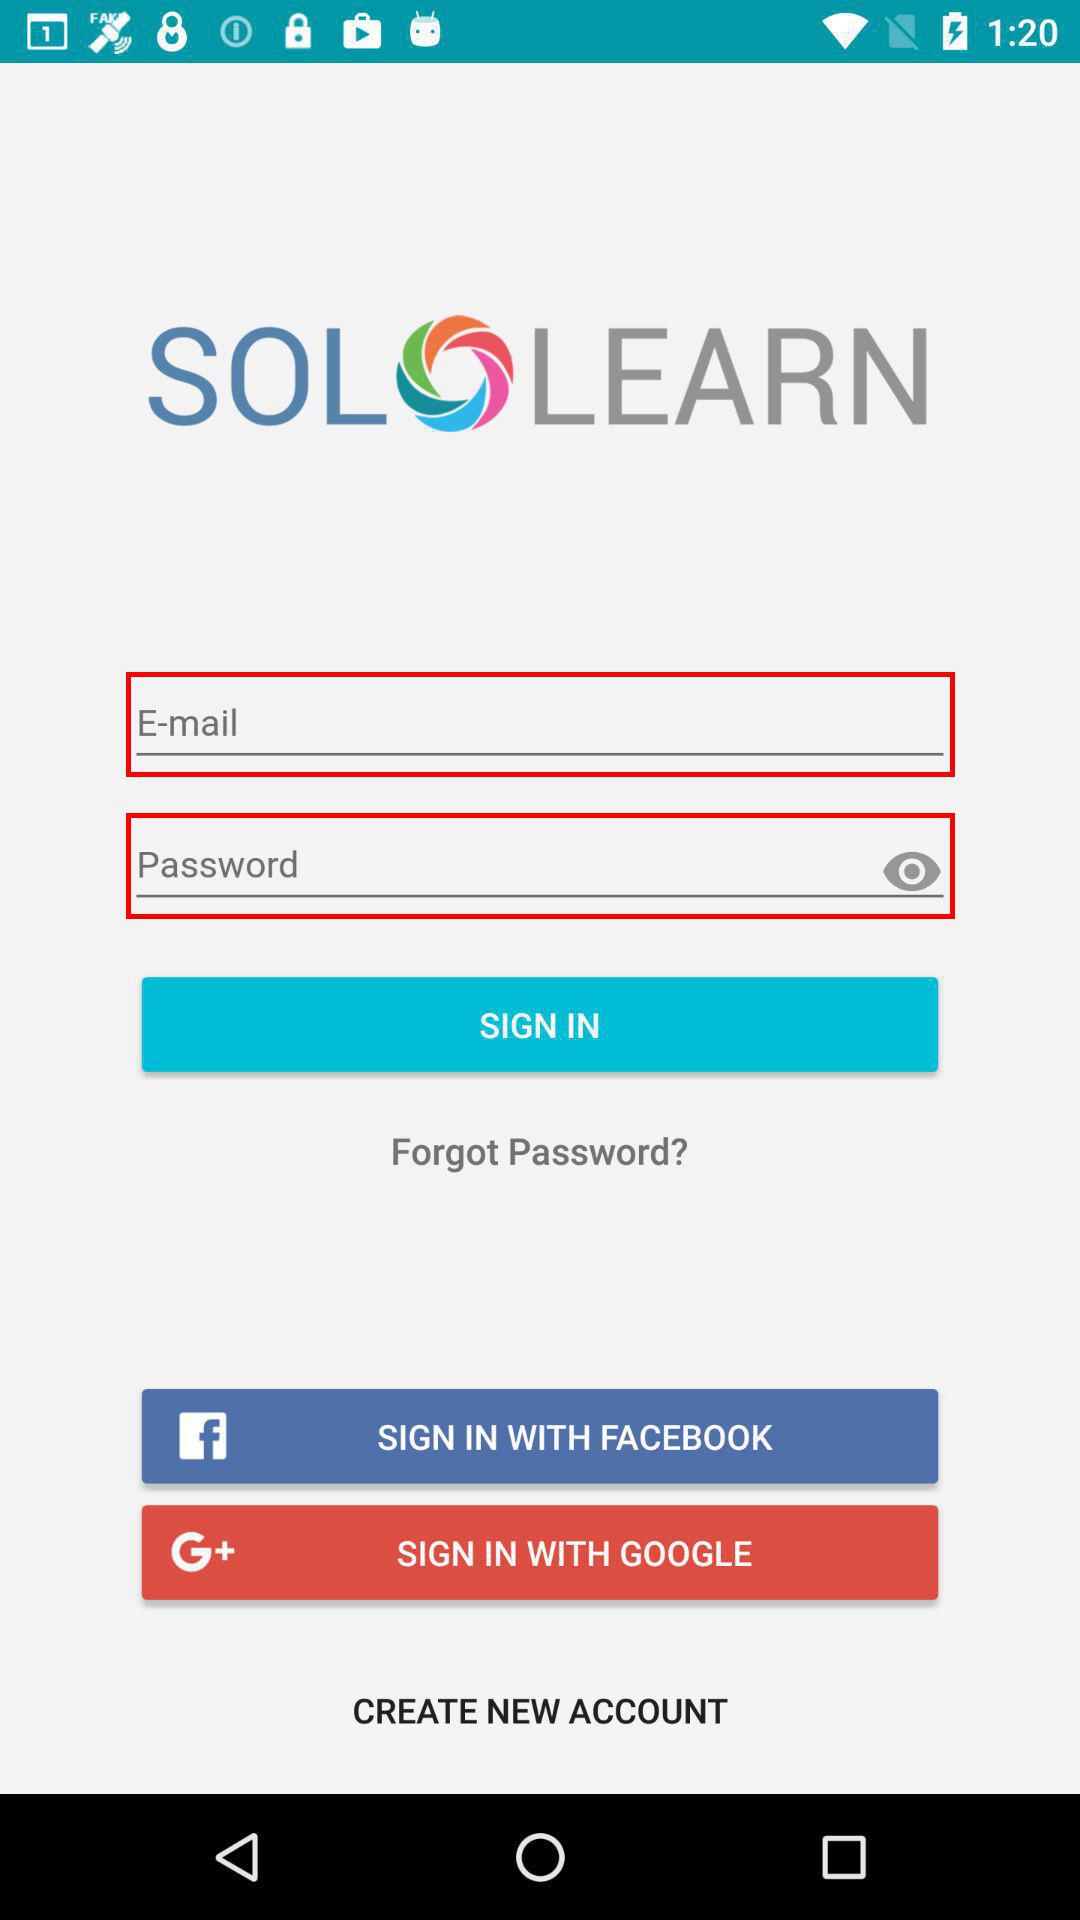 FAKE
1:20
SOLOLEARN
E-mail
Password
SIGN IN
Forgot Password?
SIGN IN WITH FACEBOOK
G+ SIGN IN WITH GOOGLE
CREATE NEW ACCOUNT